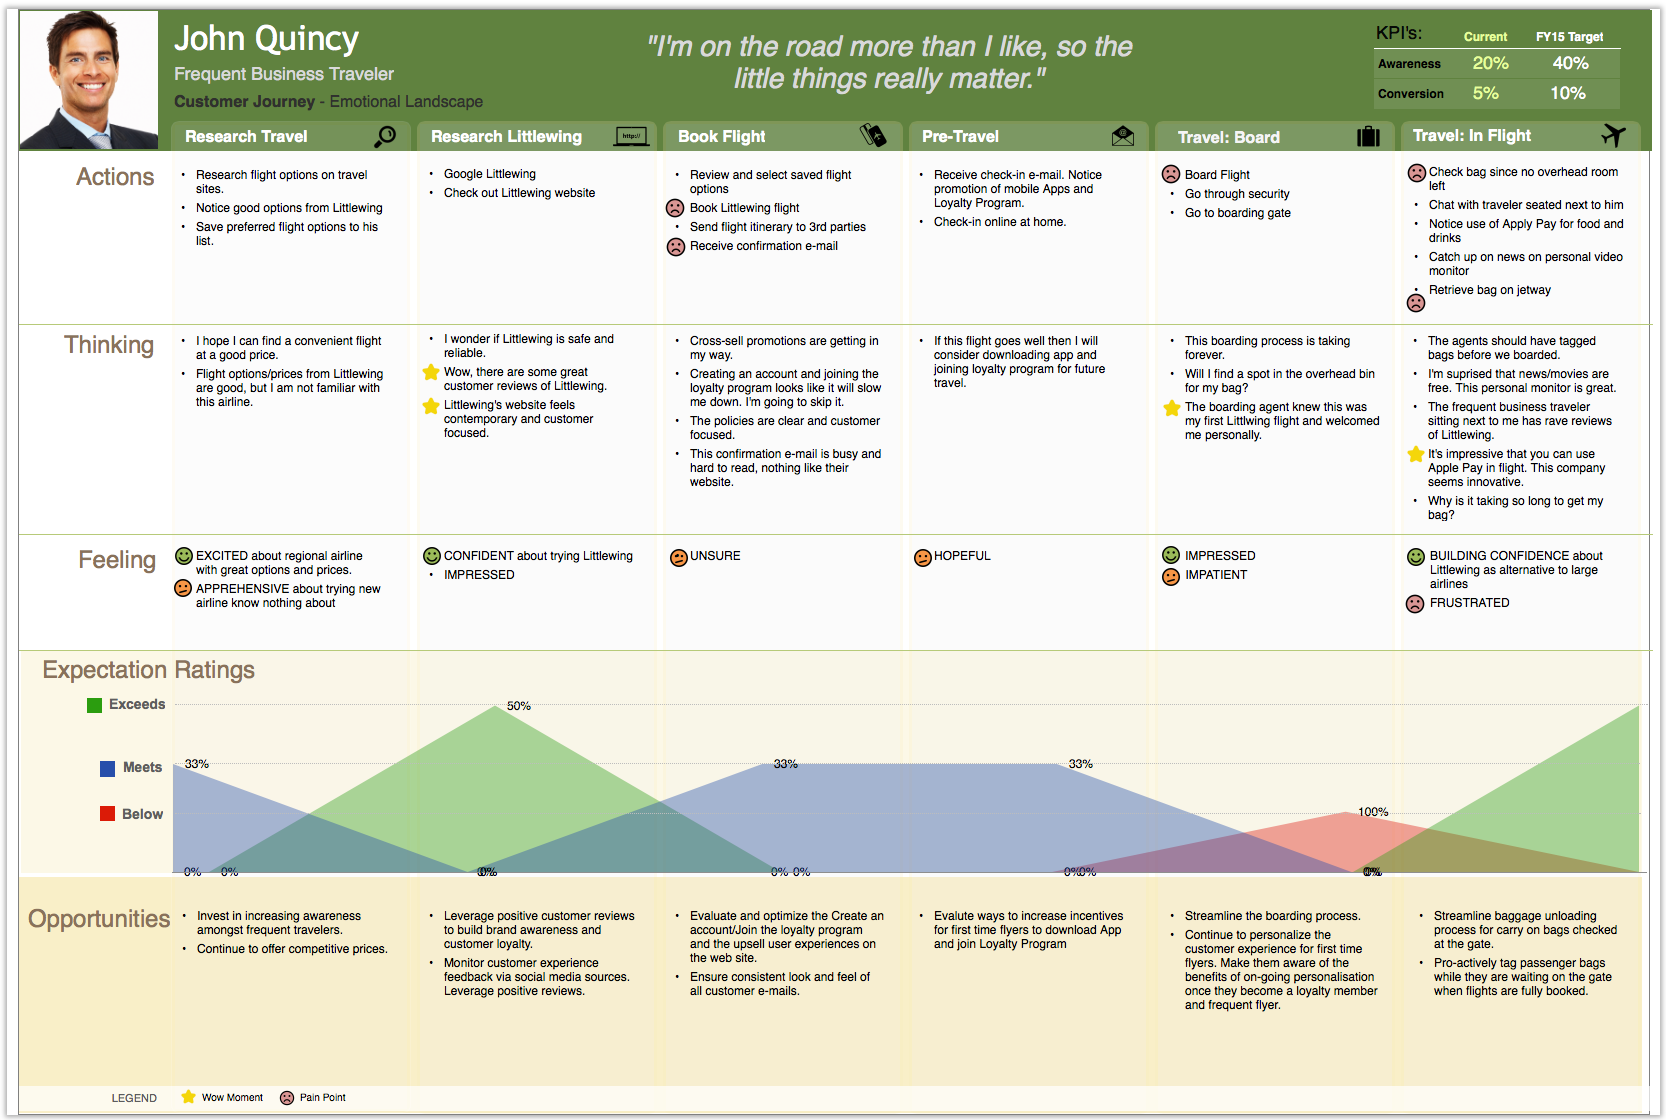 John Quincy
Frequent Business Traveler
Customer Journey - Emotional Landscape
"I'm on the road more than I like, so the
little things really matter."
KPI's:
Current
FY15 Target
Awareness
20%
40%
Conversion
5%
10%
Research Travel
Research Littlewing
http://
Book Flight
Pre-Travel
Travel: Board
Travel: In Flight
Actions
• Research flight options on travel
sites.
• Notice good options from Littlewing
• Save preferred flight options to his
list.
• Google Littlewing
• Check out Littlewing website
• Review and select saved flight
options
Book Littlewing flight
• Send flight itinerary to 3rd parties
Receive confirmation e-mail
• Receive check-in e-mail. Notice
promotion of mobile Apps and
Loyalty Program.
• Check-in online at home.
Board Flight
• Go through security
• Go to boarding gate
Check bag since no overhead room
left
• Chat with traveler seated next to him
• Notice use of Apply Pay for food and
drinks
• Catch up on news on personal video
monitor
• Retrieve bag on jetway
Thinking
• I hope I can find a convenient flight
at a good price.
• Flight options/prices from Littlewing
are good, but I am not familiar with
this airline.
• I wonder if Littlewing is safe and
reliable.
Wow, there are some great
customer reviews of Littlewing.
Littlewing's website feels
contemporary and customer
focused.
• Cross-sell promotions are getting in
my way.
• Creating an account and joining the
loyalty program looks like it will slow
me down. I'm going to skip it.
• The policies are clear and customer
focused.
• This confirmation e-mail is busy and
hard to read, nothing like their
website.
• If this flight goes well then I will
consider downloading app and
joining loyalty program for future
travel.
• This boarding process is taking
forever.
• Will I find a spot in the overhead bin
for my bag?
The boarding agent knew this was
my first Littlwing flight and welcomed
me personally.
• The agents should have tagged
bags before we boarded.
• I'm suprised that news/movies are
free. This personal monitor is great.
• The frequent business traveler
sitting next to me has rave reviews
of Littlewing.
It's impressive that you can use
Apple Pay in flight. This company
seems innovative.
• Why is it taking so long to get my
bag?
Feeling
EXCITED about regional airline
with great options and prices.
APPREHENSIVE about trying new
airline know nothing about
CONFIDENT about trying Littlewing
• IMPRESSED
UNSURE
HOPEFUL
IMPRESSED
IMPATIENT
BUILDING CONFIDENCE about
Littlewing as alternative to large
airlines
FRUSTRATED
Expectation Ratings
Exceeds
Meets
Below
50%
33%
33%
33%
100%
0%
0%
0%
0%
0%
0%
0%
0%
Opportunities
• Invest in increasing awareness
amongst frequent travelers.
• Continue to offer competitive prices.
• Leverage positive customer reviews
to build brand awareness and
customer loyalty.
• Monitor customer experience
feedback via social media sources.
Leverage positive reviews.
• Evaluate and optimize the Create an
account/Join the loyalty program
and the upsell user experiences on
the web site.
• Ensure consistent look and feel of
all customer e-mails.
• Evalute ways to increase incentives
for first time flyers to download App
and join Loyalty Program
• Streamline the boarding process.
• Continue to personalize the
customer experience for first time
flyers. Make them aware of the
benefits of on-going personalisation
once they become a loyalty member
and frequent flyer.
• Streamline baggage unloading
process for carry on bags checked
at the gate.
• Pro-actively tag passenger bags
while they are waiting on the gate
when flights are fully booked.
LEGEND
Wow Moment
Pain Point